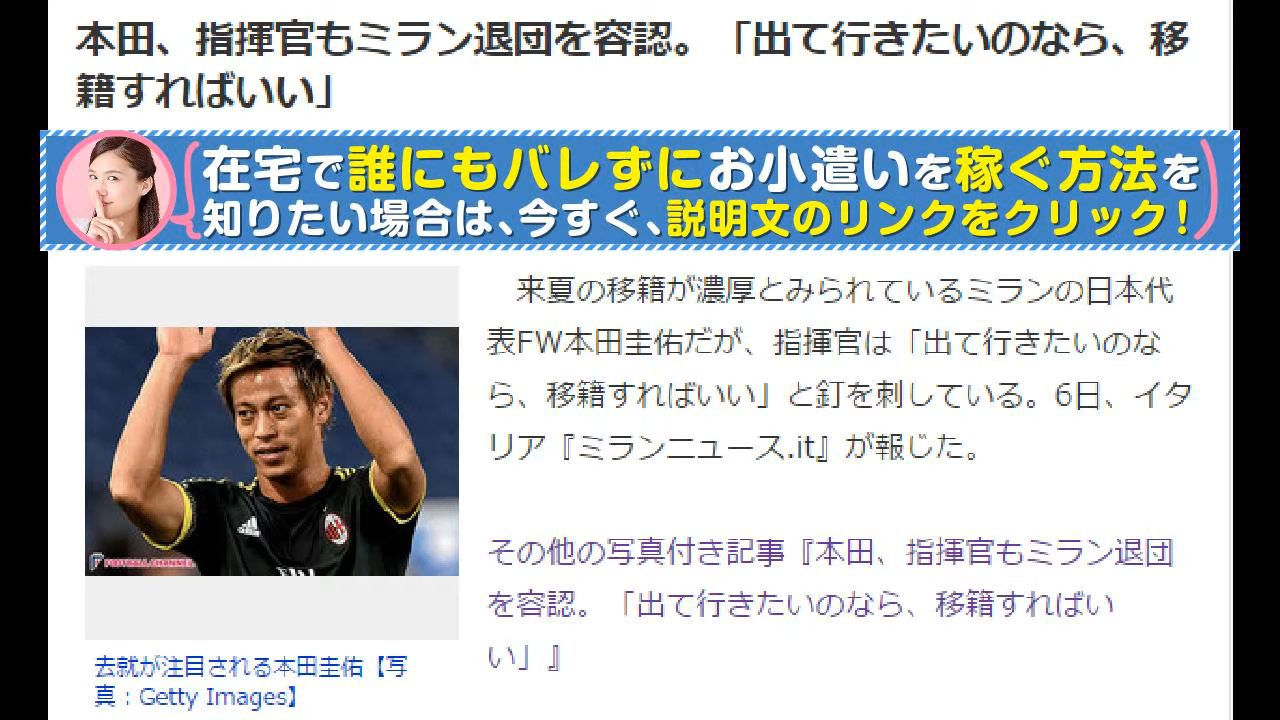 本田、指揮官もミラン退団を容認。「出て行きたいのなら、移
籍すればいい」
在宅で誰にもバレずにお小遣いを稼ぐ方法を
知りたい場合は、今すぐ、説明文のリンクをクリック!
来夏の移籍が濃厚とみられているミランの日本代
表FW本田圭佑だが、指揮官は「出て行きたいのな
ら、移籍すればいい」と釘を刺している。6日、イタ
リア『ミランニュース.it』が報じた。
その他の写真付き記事『本田、指揮官もミラン退団
を容認。「出て行きたいのなら、移籍すればい
い」』
FOOTBALL CHANNEL
去就が注目される本田圭佑【写
真:Getty Images】